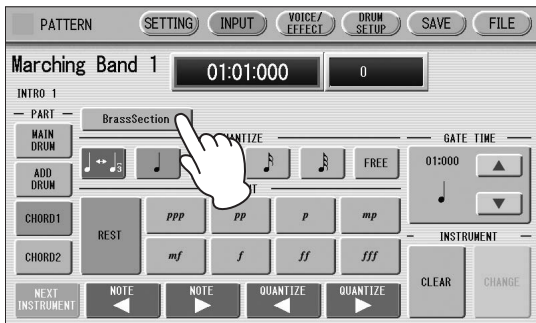 PATTERN SETTING INPUT VOICE/EFFECT DRUM SETUP SAVE FILE
Marching Band 1 01:01:000 0
INTRO 1
PART
BrassSection
MAIN DRUM
GATE TIME
3 FREE 01:000
ADD DRUM
CHORD1 REST ppp pp p mp
INSTRUMENT
CHORD2 mf f ff fff
CLEAR CHANGE
NEXT INSTRUMENT NOTE NOTE QUANTIZE QUANTIZE